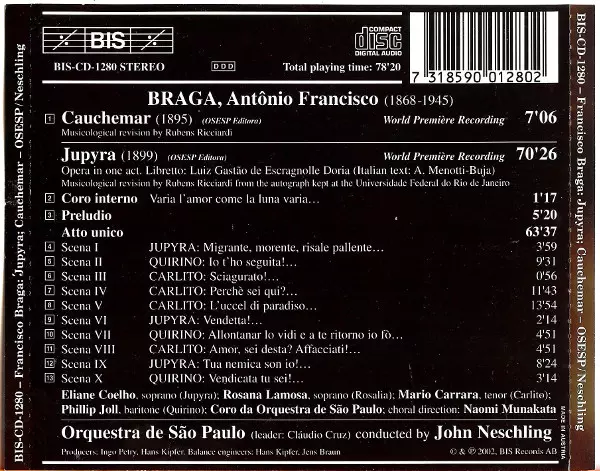 BIS-CD-1280 – Francisco Braga: Jupyra; Cauchemar – OSESP/Neschling
BIS
COMPACT
disc
DIGITAL AUDIO
BIS-CD-1280 STEREO
D D D
Total playing time: 78'20
7 318590 012802
BRAGA, Antônio Francisco (1868-1945)
1 Cauchemar (1895) (OSESP Editora) World Première Recording 7'06
Musicological revision by Rubens Ricciardi
Jupyra (1899) (OSESP Editora) World Première Recording 70'26
Opera in one act. Libretto: Luiz Gastão de Escragnolle Doria (Italian text: A. Menotti-Buja)
Musicological revision by Rubens Ricciardi from the autograph kept at the Universidade Federal do Rio de Janeiro
2 Coro interno Varia l'amor come la luna varia... 1'17
3 Preludio 5'20
Atto unico 63'37
4 Scena I JUPYRA: Migrante, morente, risale pallente... 3'59
5 Scena II QUIRINO: Io t'ho seguita!... 9'31
6 Scena III CARLITO: Sciagurato!... 0'56
7 Scena IV CARLITO: Perchè sei qui?... 11'43
8 Scena V CARLITO: L'uccel di paradiso... 13'54
9 Scena VI JUPYRA: Vendetta!... 2'14
10 Scena VII QUIRINO: Allontanar lo vidi e a te ritorno io fò... 4'51
11 Scena VIII CARLITO: Amor, sei desta? Affacciati!... 4'51
12 Scena IX JUPYRA: Tua nemica son io!... 8'24
13 Scena X QUIRINO: Vendicata tu sei!... 3'14
Eliane Coelho, soprano (Jupyra); Rosana Lamosa, soprano (Rosalia); Mario Carrara, tenor (Carlito);
Phillip Joll, baritone (Quirino); Coro da Orquestra de São Paulo; choral direction: Naomi Munakata
Orquestra de São Paulo (leader: Cláudio Cruz) conducted by John Neschling
Producers: Ingo Petry, Hans Kipfer. Balance engineers: Hans Kipfer, Jens Braun
© & ℗ 2002, BIS Records AB
MADE IN AUSTRIA
BIS-CD-1280 – Francisco Braga: Jupyra; Cauchemar – OSESP/Neschling